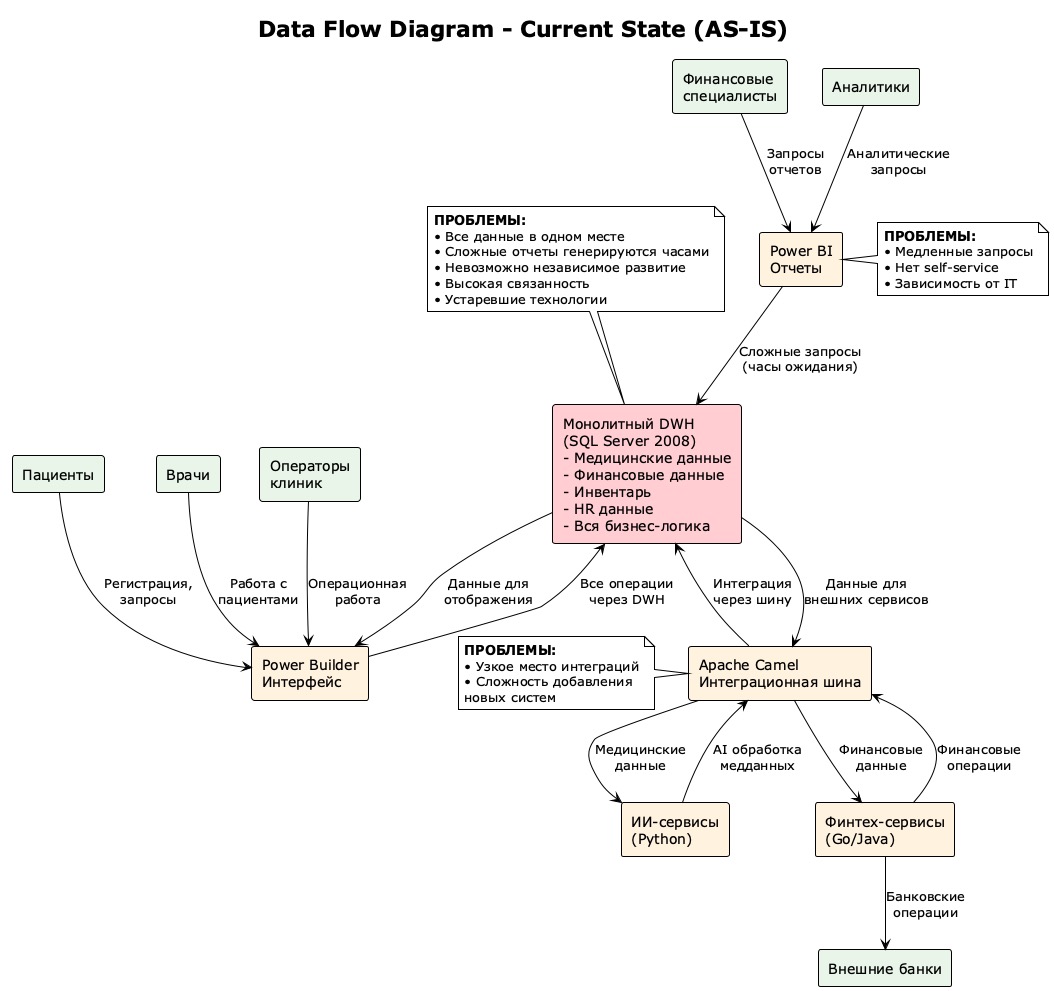 Data Flow Diagram - Current State (AS-IS)
Финансовые
специалисты
Аналитики
Запросы
отчетов
Аналитические
запросы
ПРОБЛЕМЫ:
• Все данные в одном месте
• Сложные отчеты генерируются часами
• Невозможно независимое развитие
• Высокая связанность
• Устаревшие технологии
Power BI
Отчеты
ПРОБЛЕМЫ:
• Медленные запросы
• Нет self-service
• Зависимость от IT
Сложные запросы
(часы ожидания)
Монолитный DWH
(SQL Server 2008)
- Медицинские данные
- Финансовые данные
- Инвентарь
- HR данные
- Вся бизнес-логика
Пациенты
Врачи
Операторы
клиник
Регистрация,
запросы
Работа с
пациентами
Операционная
работа
Данные для
отображения
Все операции
через DWH
Интеграция
через шину
Данные для
внешних сервисов
Power Builder
Интерфейс
ПРОБЛЕМЫ:
• Узкое место интеграций
• Сложность добавления
новых систем
Apache Camel
Интеграционная шина
Медицинские
данные
AI обработка
медданных
Финансовые
данные
Финансовые
операции
ИИ-сервисы
(Python)
Финтех-сервисы
(Go/Java)
Банковские
операции
Внешние банки